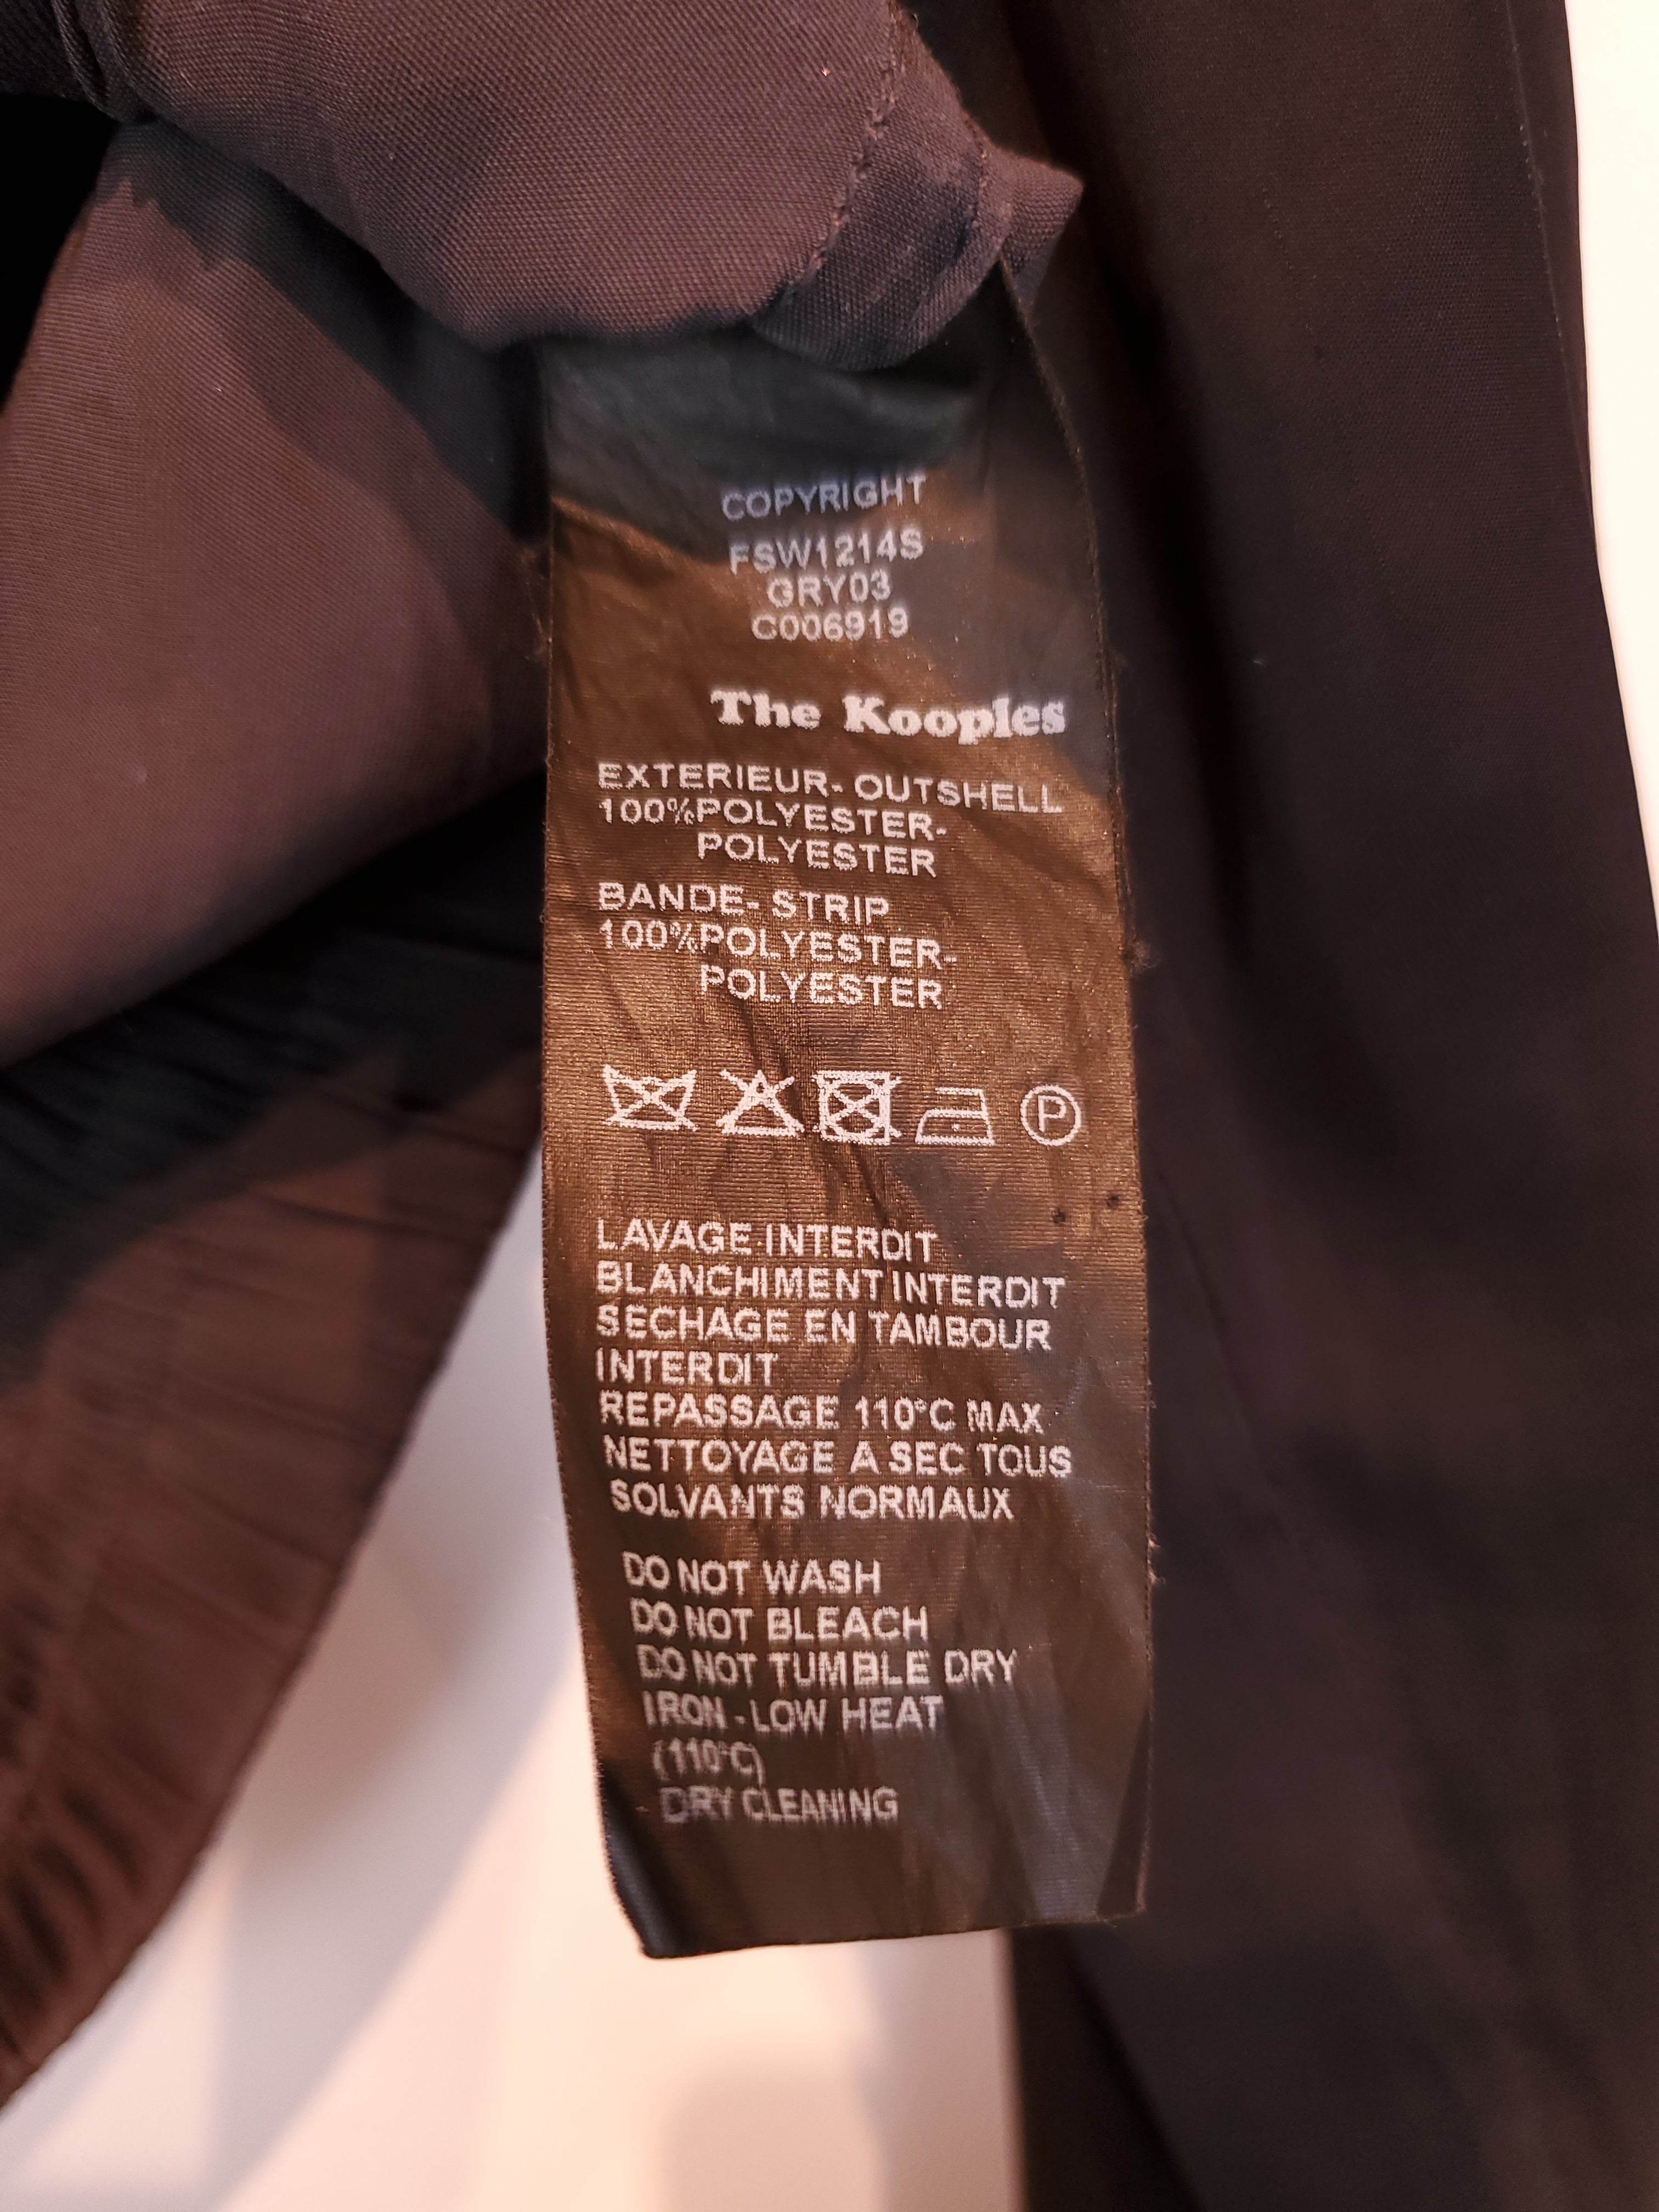 COPYRIGHT
FSW1214S
GRY03
C006919
The Kooples
EXTERIEUR- OUTSHELL
100%POLYESTER-
POLYESTER
BANDE- STRIP
100%POLYESTER-
POLYESTER
P
LAVAGE INTERDIT
BLANCHIMENT INTERDIT
SECHAGE EN TAMBOUR
INTERDIT
REPASSAGE 110°C MAX
NETTOYAGE A SEC TOUS
SOLVANTS NORMAUX
DO NOT WASH
DO NOT BLEACH
DO NOT TUMBLE DRY
IRON - LOW HEAT
(110°C)
DRY CLEANING